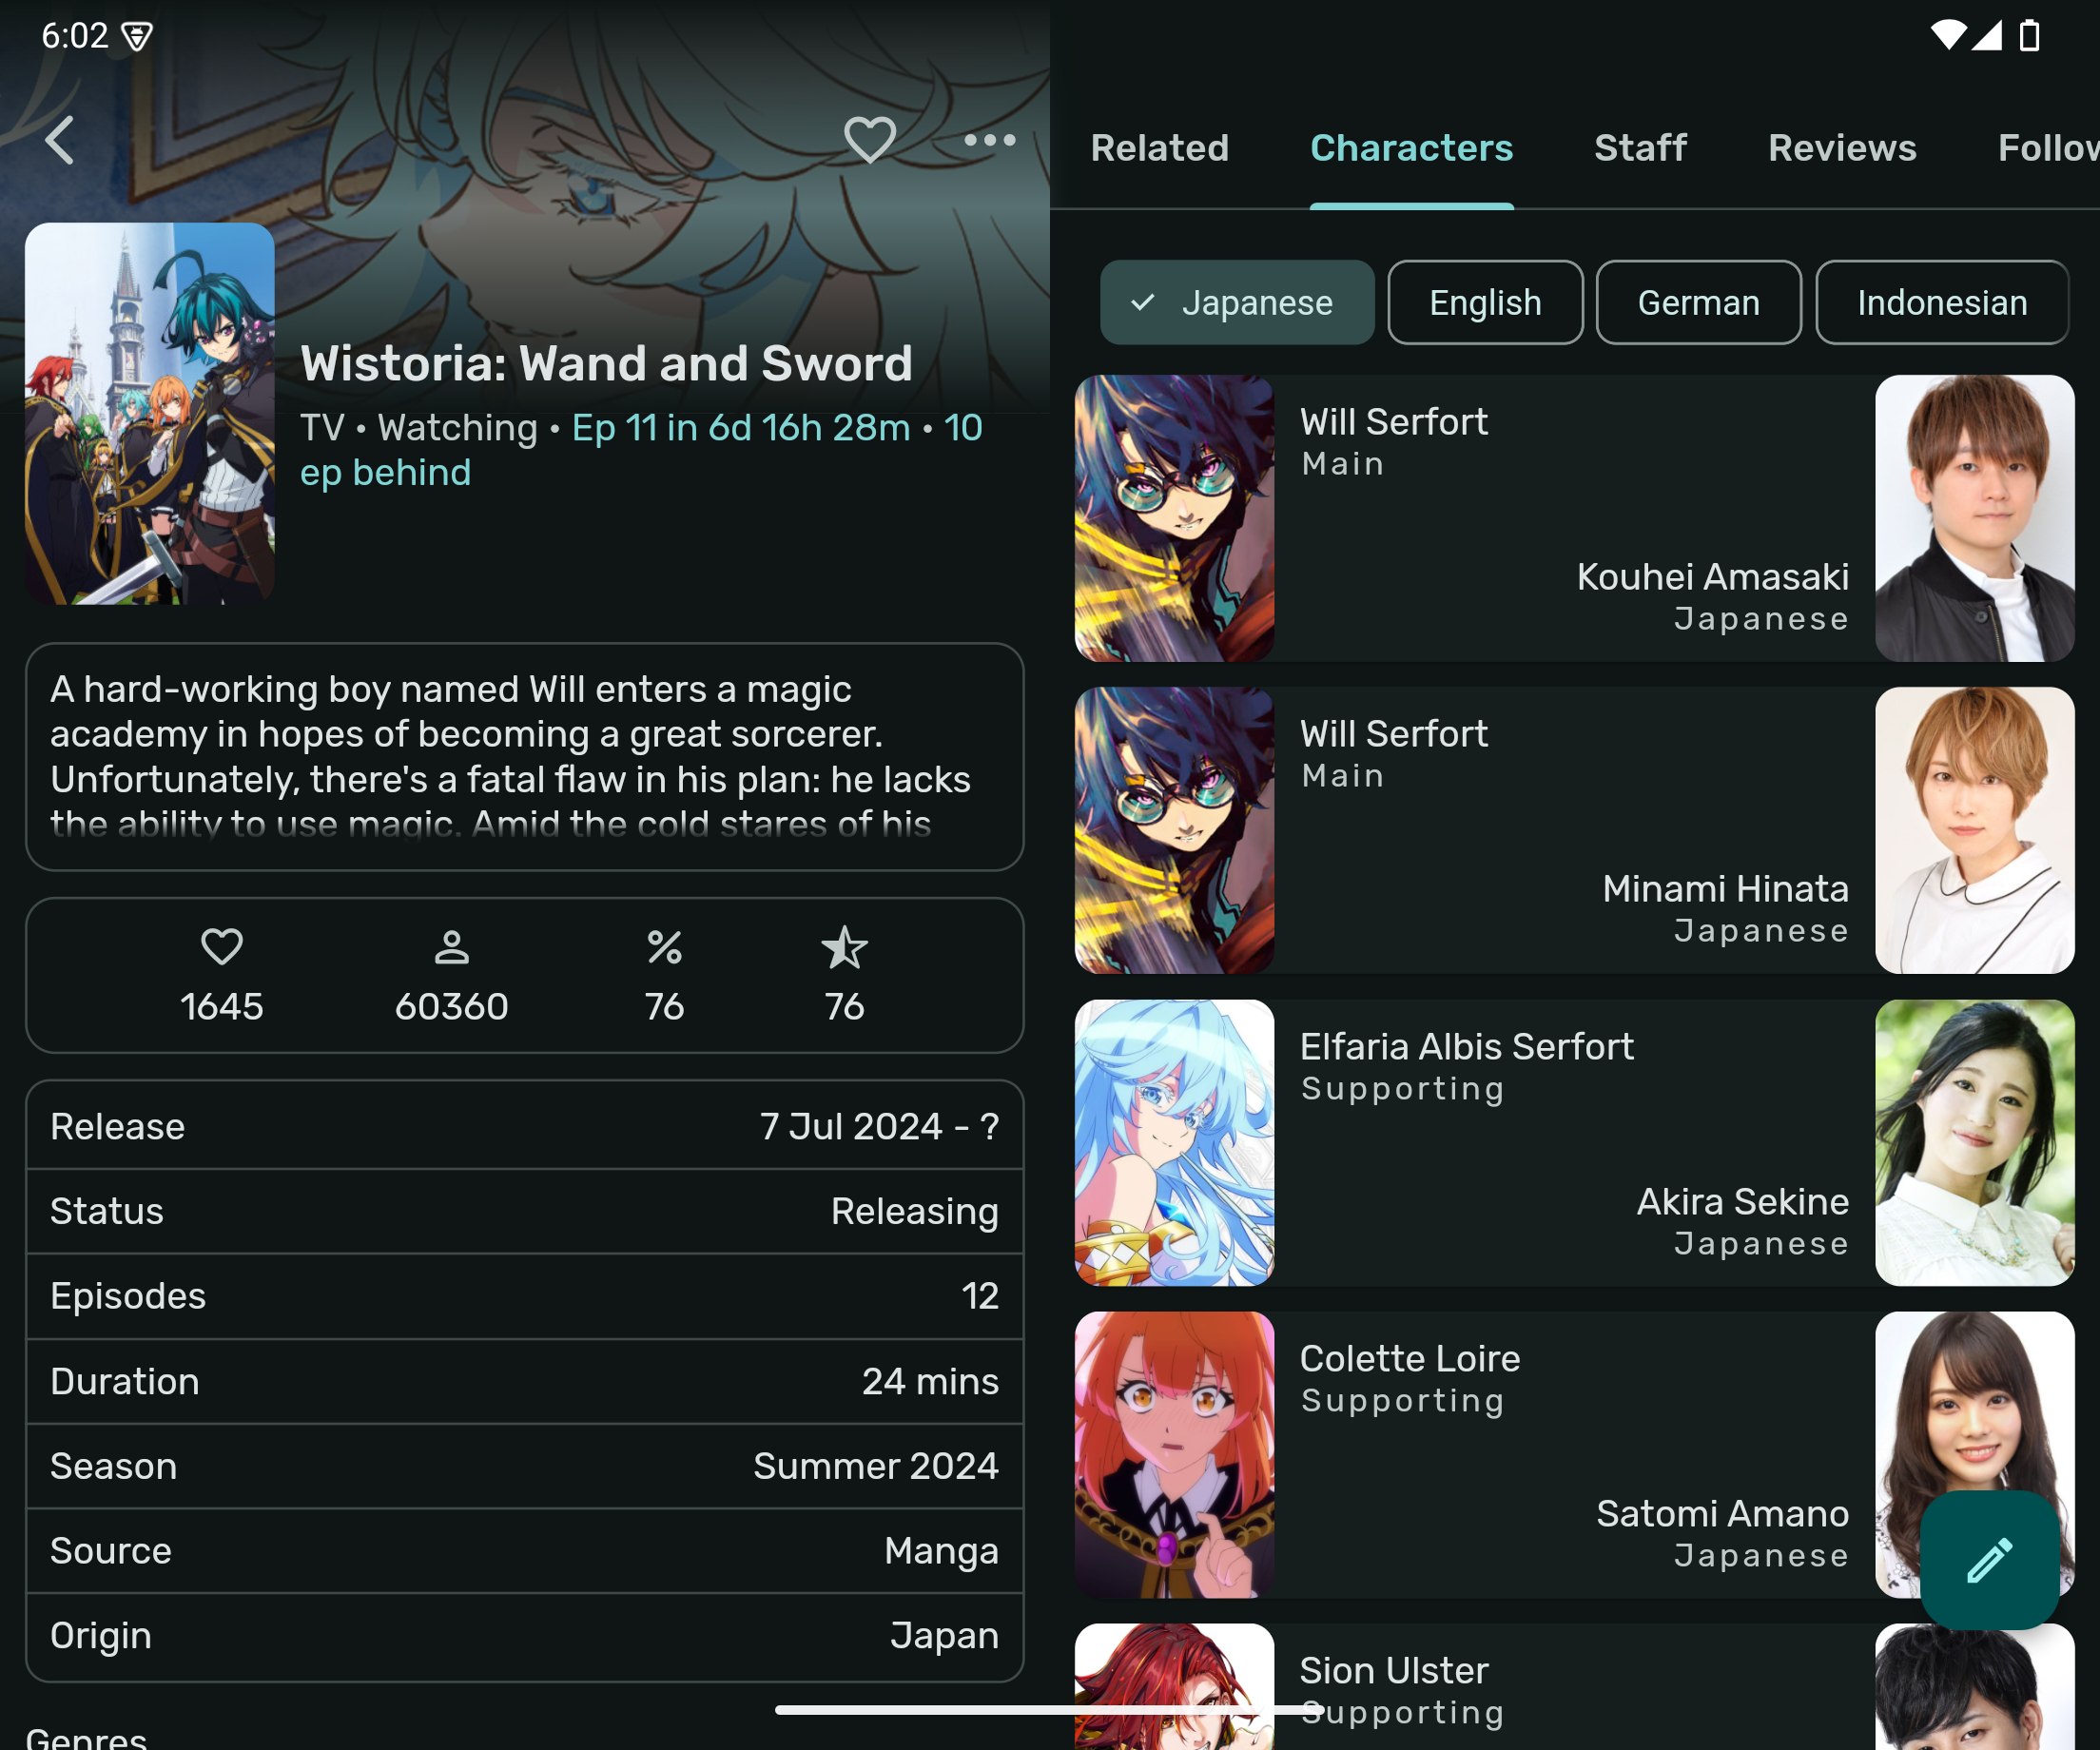 6:02
Wistoria: Wand and Sword
TV • Watching • Ep 11 in 6d 16h 28m • 10
ep behind
A hard-working boy named Will enters a magic
academy in hopes of becoming a great sorcerer.
Unfortunately, there's a fatal flaw in his plan: he lacks
the ability to use magic. Amid the cold stares of his
1645
60360
76
76
Release
7 Jul 2024 - ?
Status
Releasing
Episodes
12
Duration
24 mins
Season
Summer 2024
Source
Manga
Origin
Japan
Genres
Related
Characters
Staff
Reviews
Follow
Japanese
English
German
Indonesian
Will Serfort
Main
Kouhei Amasaki
Japanese
Will Serfort
Main
Minami Hinata
Japanese
Elfaria Albis Serfort
Supporting
Akira Sekine
Japanese
Colette Loire
Supporting
Satomi Amano
Japanese
Sion Ulster
Supporting